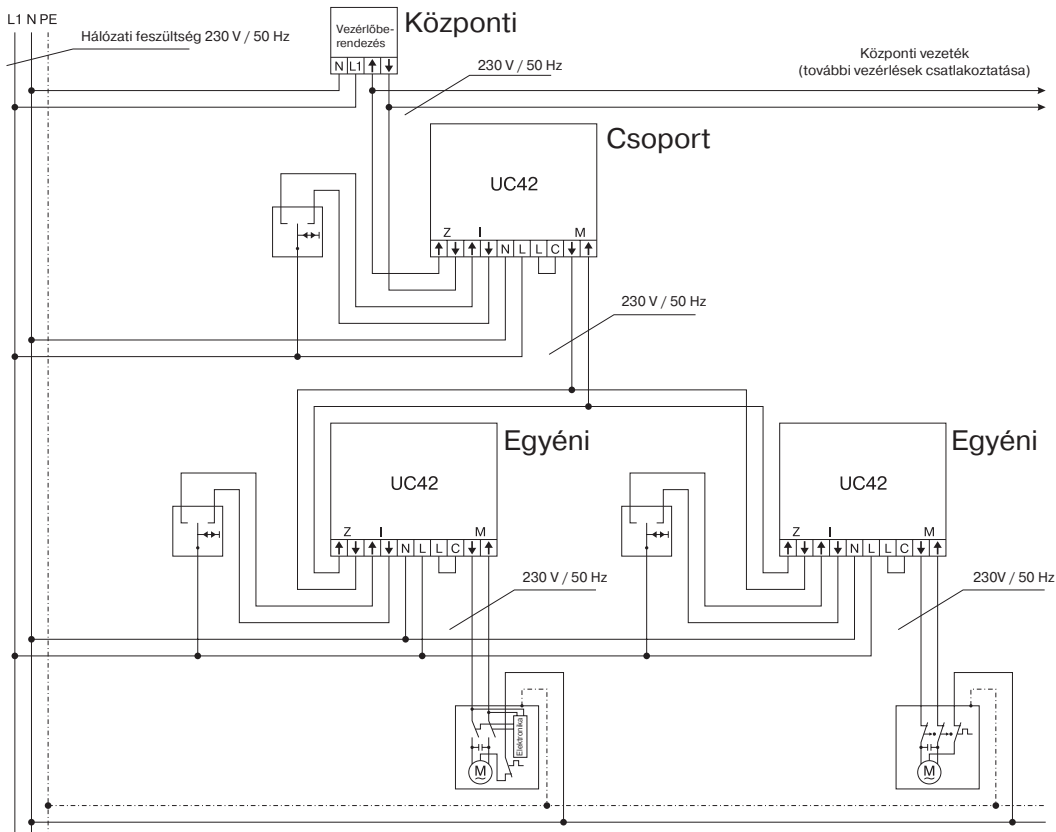 L1 N PE
Hálózati feszültség 230 V / 50 Hz
Vezérlőbe-
rendezés
Központi
N L1 ↑ ↓
230 V / 50 Hz
Központi vezeték
(további vezérlések csatlakoztatása)
Csoport
UC42
Z I M
↑ ↓ ↑ ↓ N L L C ↓ ↑
230 V / 50 Hz
Egyéni
UC42
Z I M
↑ ↓ ↑ ↓ N L L C ↓ ↑
230 V / 50 Hz
Egyéni
UC42
Z I M
↑ ↓ ↑ ↓ N L L C ↓ ↑
230V / 50 Hz
Elektronika
M
M